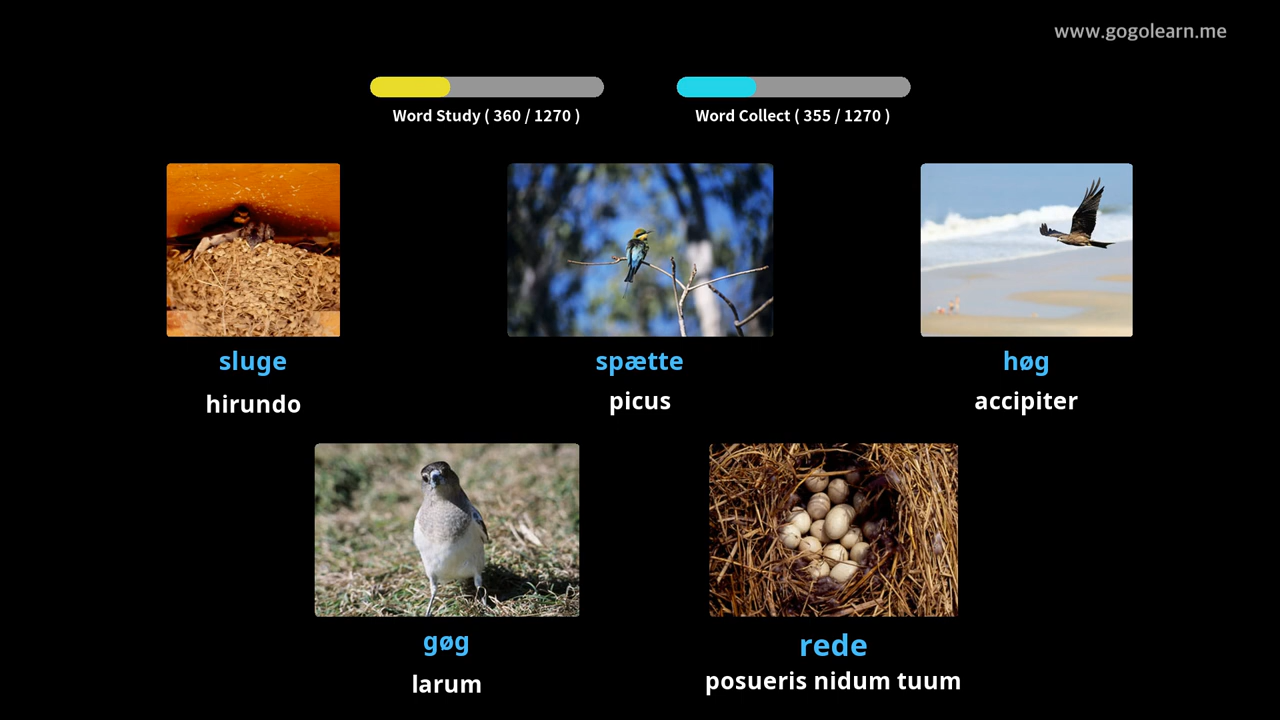 www.gogolearn.me
Word Study ( 360 / 1270 )
Word Collect ( 355 / 1270 )
sluge
spætte
høg
hirundo
picus
accipiter
gøg
rede
larum
posueris nidum tuum